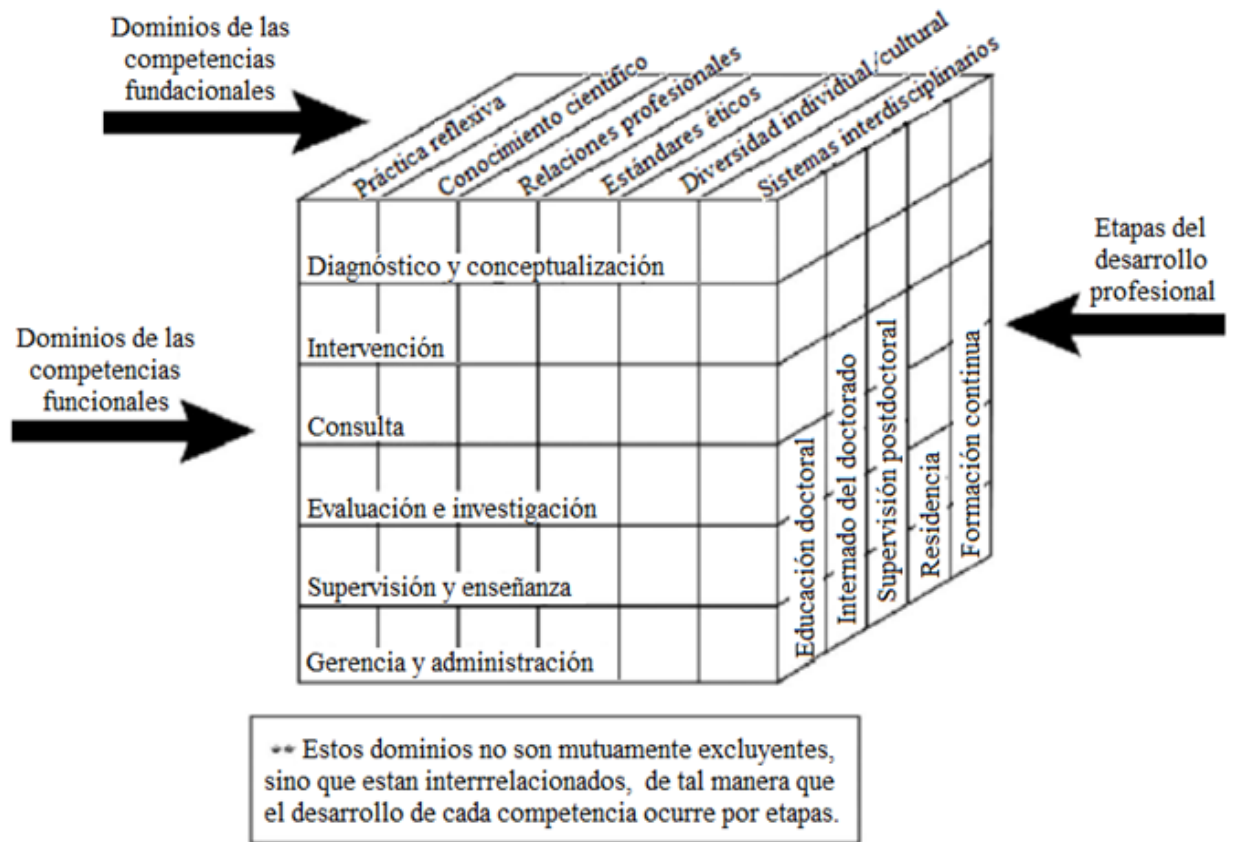 Dominios de las
competencias
fundacionales
Práctica reflexiva
Conocimiento científico
Relaciones profesionales
Estándares éticos
Diversidad individual/cultural
Sistemas interdisciplinarios
Etapas del
desarrollo
profesional
Dominios de las
competencias
funcionales
Diagnóstico y conceptualización
Intervención
Consulta
Evaluación e investigación
Supervisión y enseñanza
Gerencia y administración
Educación doctoral
Internado del doctorado
Supervisión postdoctoral
Residencia
Formación continua
** Estos dominios no son mutuamente excluyentes,
sino que estan interrrelacionados, de tal manera que
el desarrollo de cada competencia ocurre por etapas.